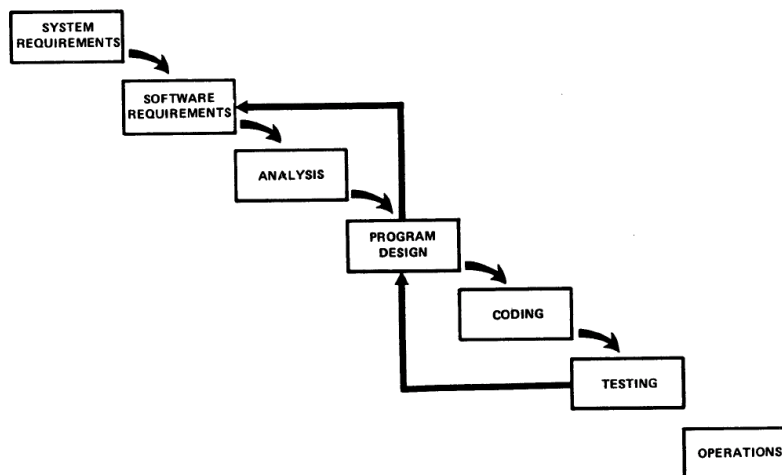 SYSTEM
REQUIREMENTS
SOFTWARE
REQUIREMENTS
ANALYSIS
PROGRAM
DESIGN
CODING
TESTING
OPERATIONS